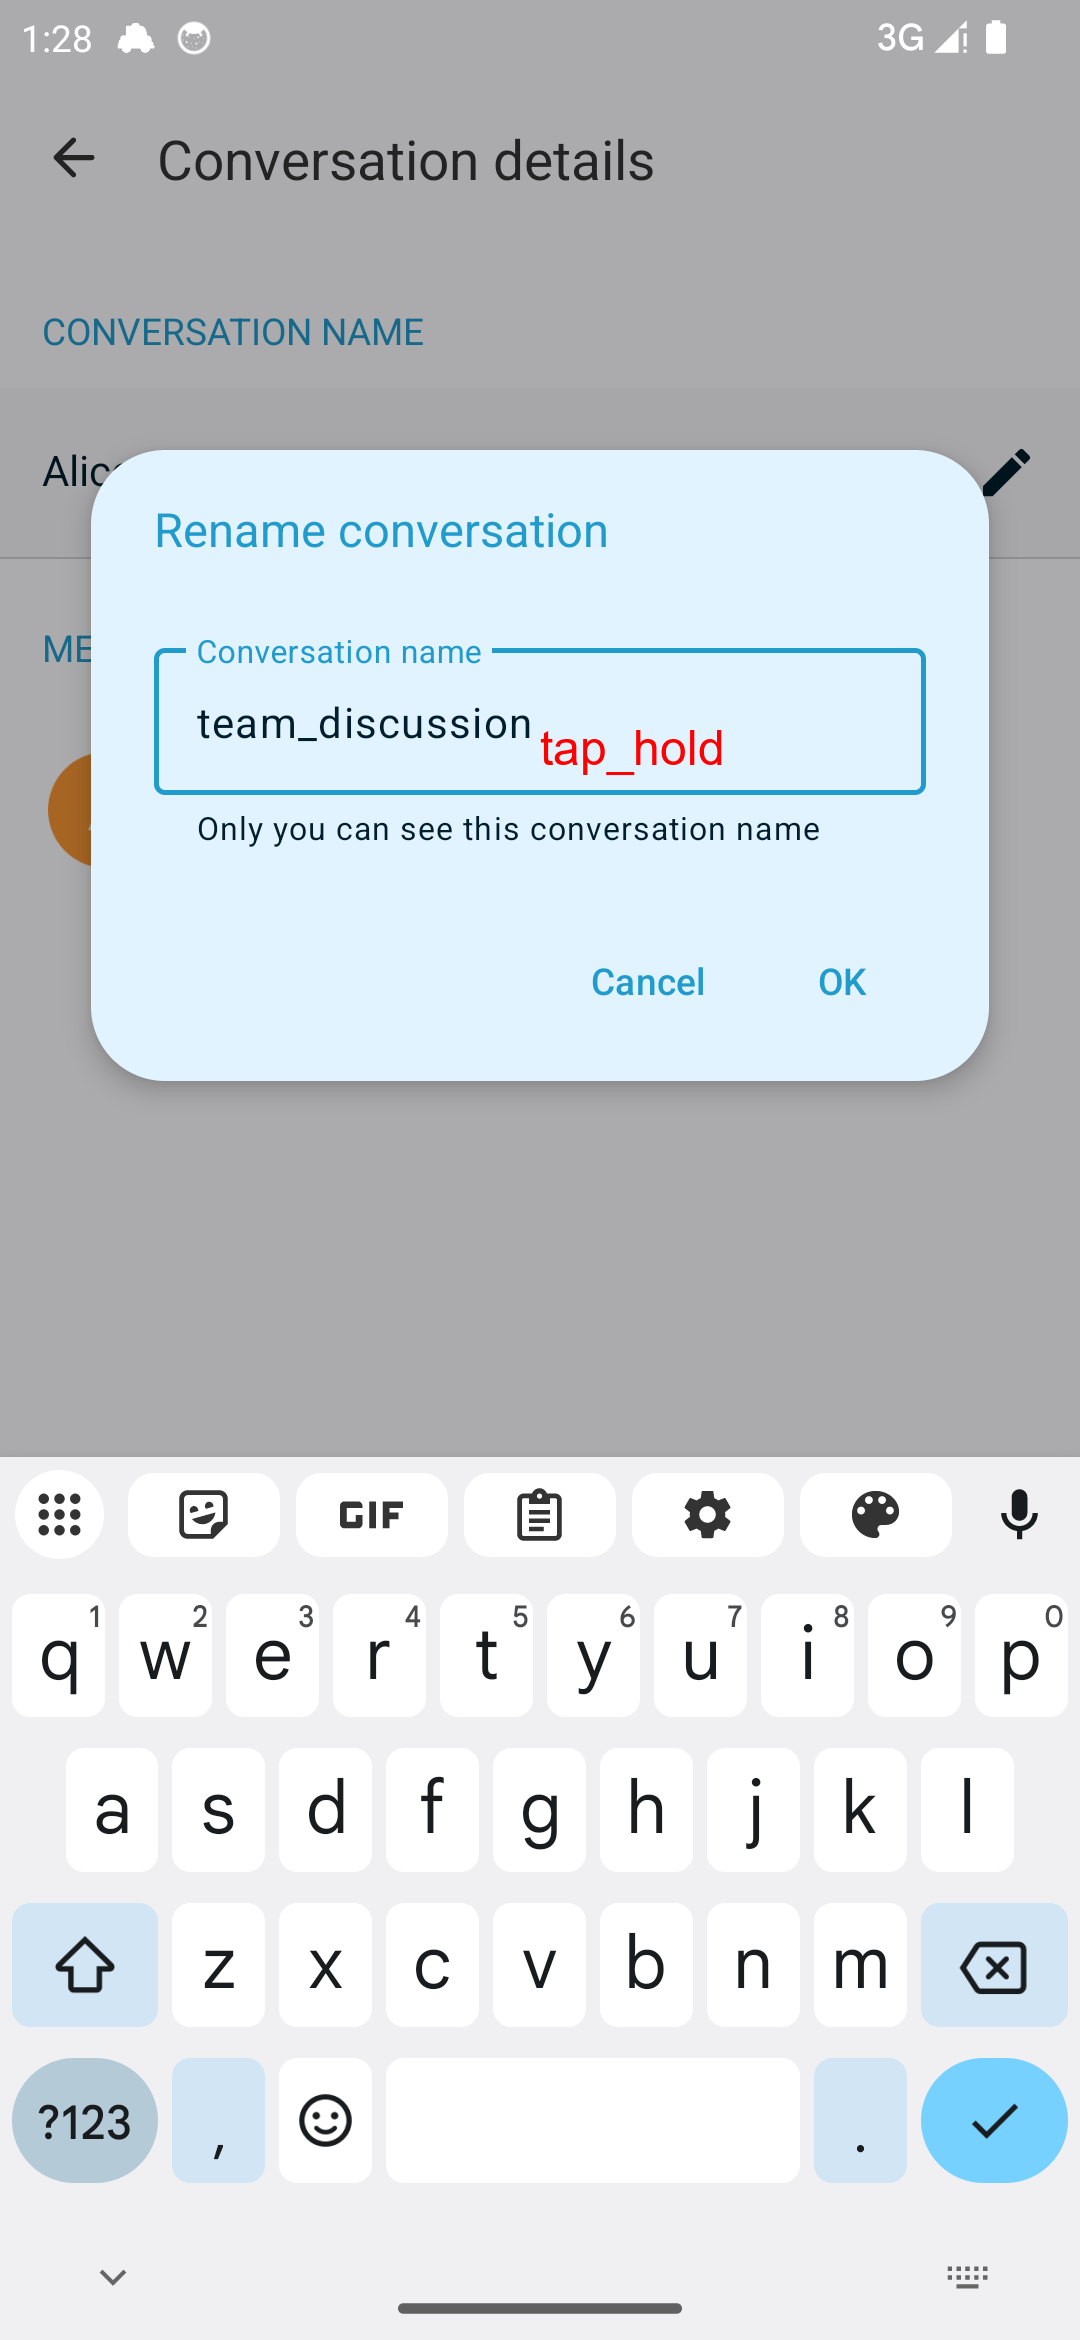 1:28 3G
Conversation details
CONVERSATION NAME
Alic
Rename conversation
ME
Conversation name
team_discussion
tap_hold
Only you can see this conversation name
Cancel OK
GIF
q1 w2 e3 r4 t5 y6 u7 i8 o9 p0
a s d f g h j k l
z x c v b n m
?123 , .